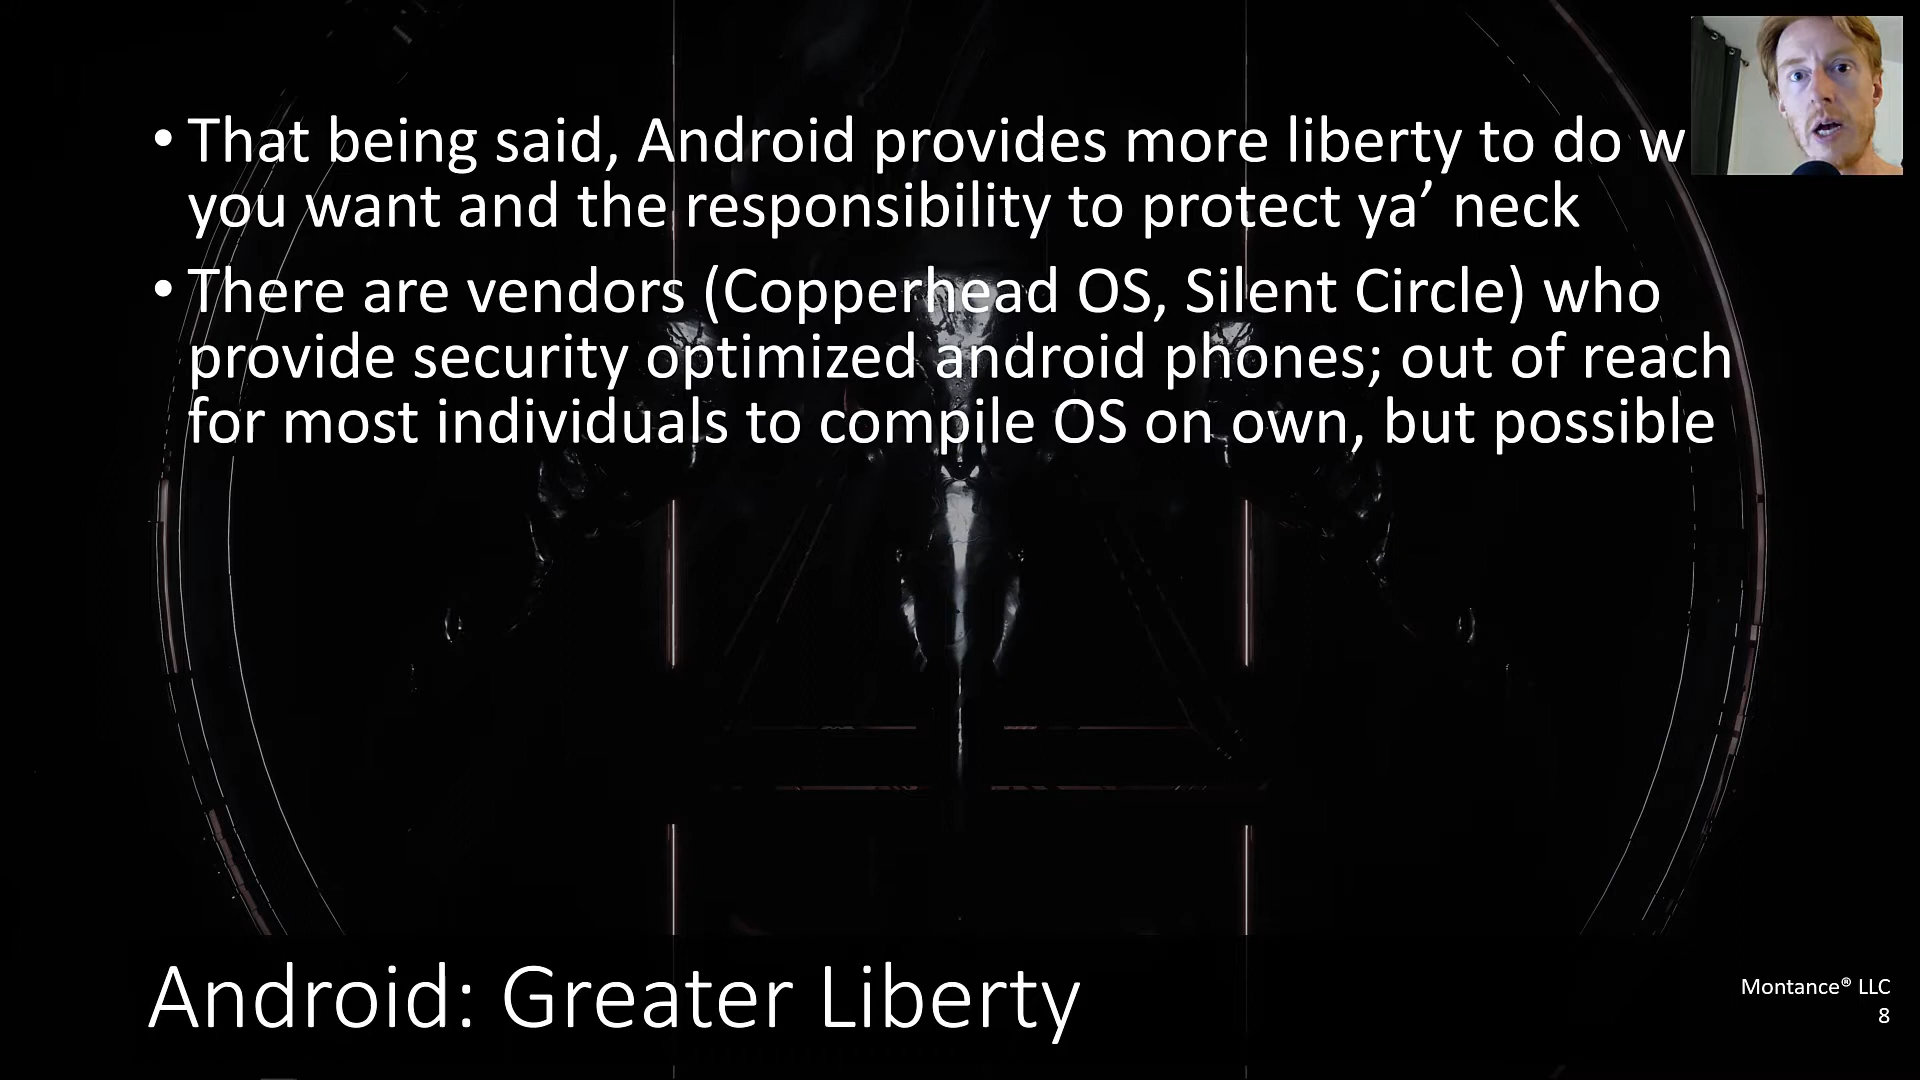 • That being said, Android provides more liberty to do w
you want and the responsibility to protect ya’ neck
• There are vendors (Copperhead OS, Silent Circle) who
provide security optimized android phones; out of reach
for most individuals to compile OS on own, but possible
Android: Greater Liberty
Montance® LLC
8